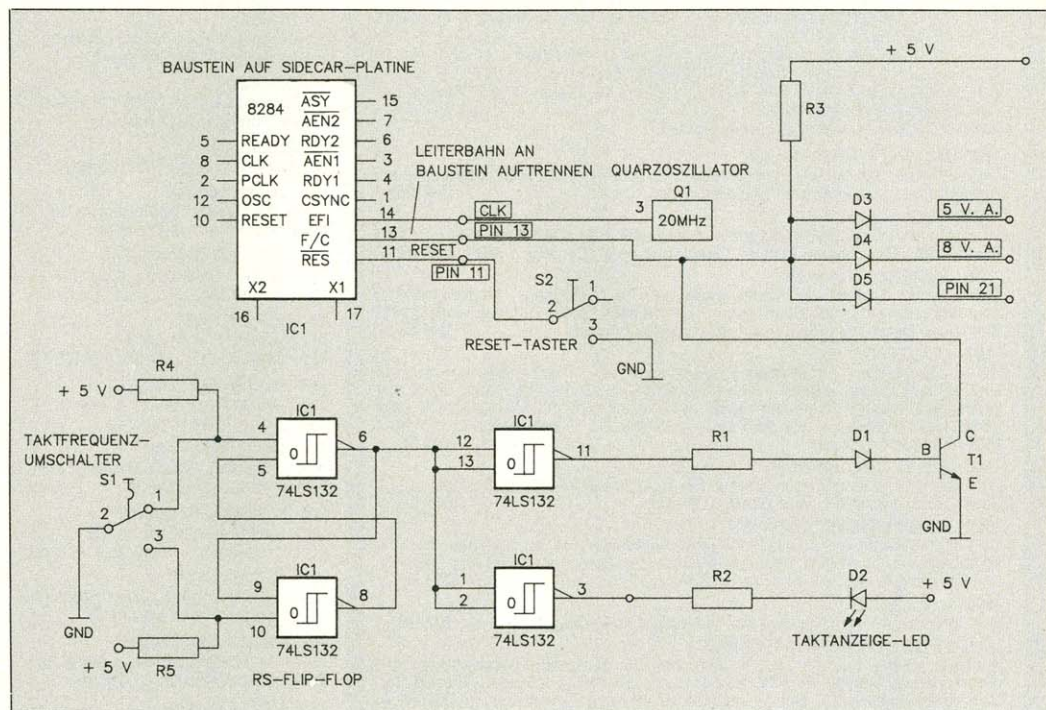 + 5 V
BAUSTEIN AUF SIDECAR-PLATINE
8284
ASY 15
AEN2 7
5 READY RDY2 6
8 CLK AEN1 3
2 PCLK RDY1 4
12 OSC CSYNC 1
10 RESET EFI 14
F/C 13
RES 11
X2 X1
16 17
IC1
LEITERBAHN AN
BAUSTEIN AUFTRENNEN
QUARZOSZILLATOR
Q1
3 20MHz
CLK
PIN 13
RESET
PIN 11
R3
D3 5 V. A.
D4 8 V. A.
D5 PIN 21
S2
1
2
3
RESET-TASTER
GND
R4
+ 5 V
TAKTFREQUENZ-
UMSCHALTER
S1
1
2
3
GND
+ 5 V
R5
IC1
4 6
5
74LS132
IC1
9 8
10
74LS132
RS-FLIP-FLOP
IC1
12 11
13
74LS132
IC1
1 3
2
74LS132
R1
D1
B C
T1
E
GND
R2
D2
+ 5 V
TAKTANZEIGE-LED